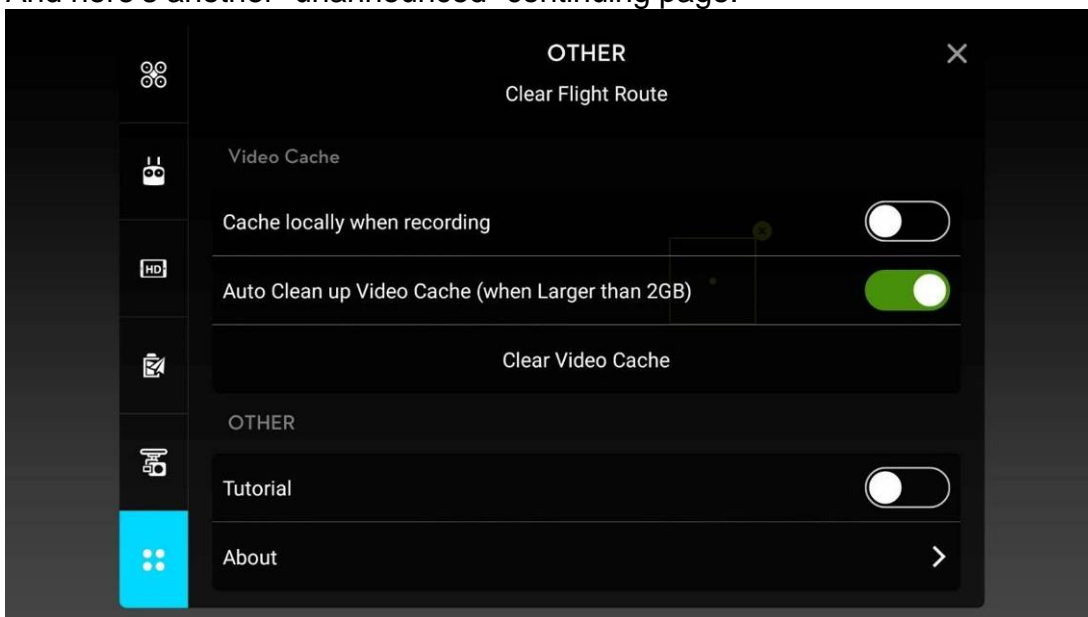 And here's another "unannounced" continuing page:
OTHER
Clear Flight Route
Video Cache
Cache locally when recording
HD
Auto Clean up Video Cache (when Larger than 2GB)
Clear Video Cache
OTHER
Tutorial
About